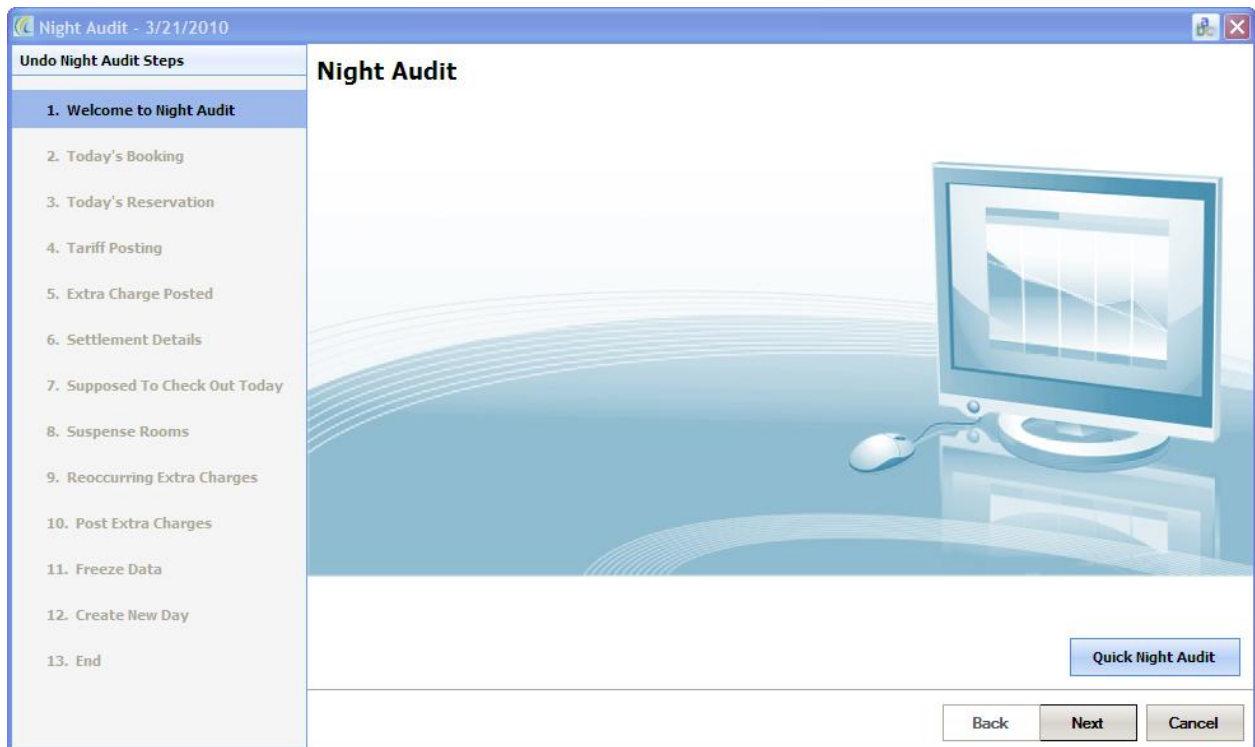 Night Audit - 3/21/2010
Undo Night Audit Steps
1. Welcome to Night Audit
2. Today's Booking
3. Today's Reservation
4. Tariff Posting
5. Extra Charge Posted
6. Settlement Details
7. Supposed To Check Out Today
8. Suspense Rooms
9. Reoccurring Extra Charges
10. Post Extra Charges
11. Freeze Data
12. Create New Day
13. End
Night Audit
Quick Night Audit
Back Next Cancel